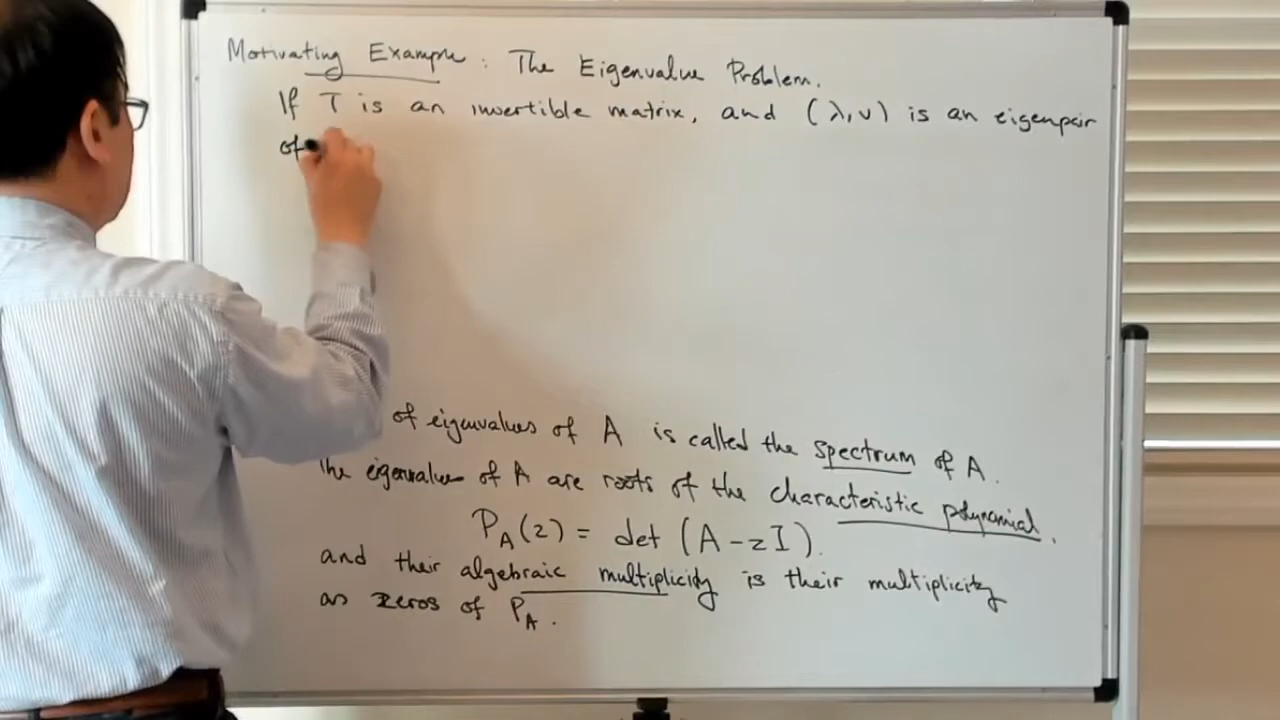 Motivating Example : The Eigenvalue Problem.
If T is an invertible matrix, and (λ, v) is an eigenpair
of
of eigenvalues of A is called the spectrum of A.
The eigenvalues of A are roots of the characteristic polynomial.
P_A(z) = det (A - zI).
and their algebraic multiplicity is their multiplicity
as zeros of P_A.